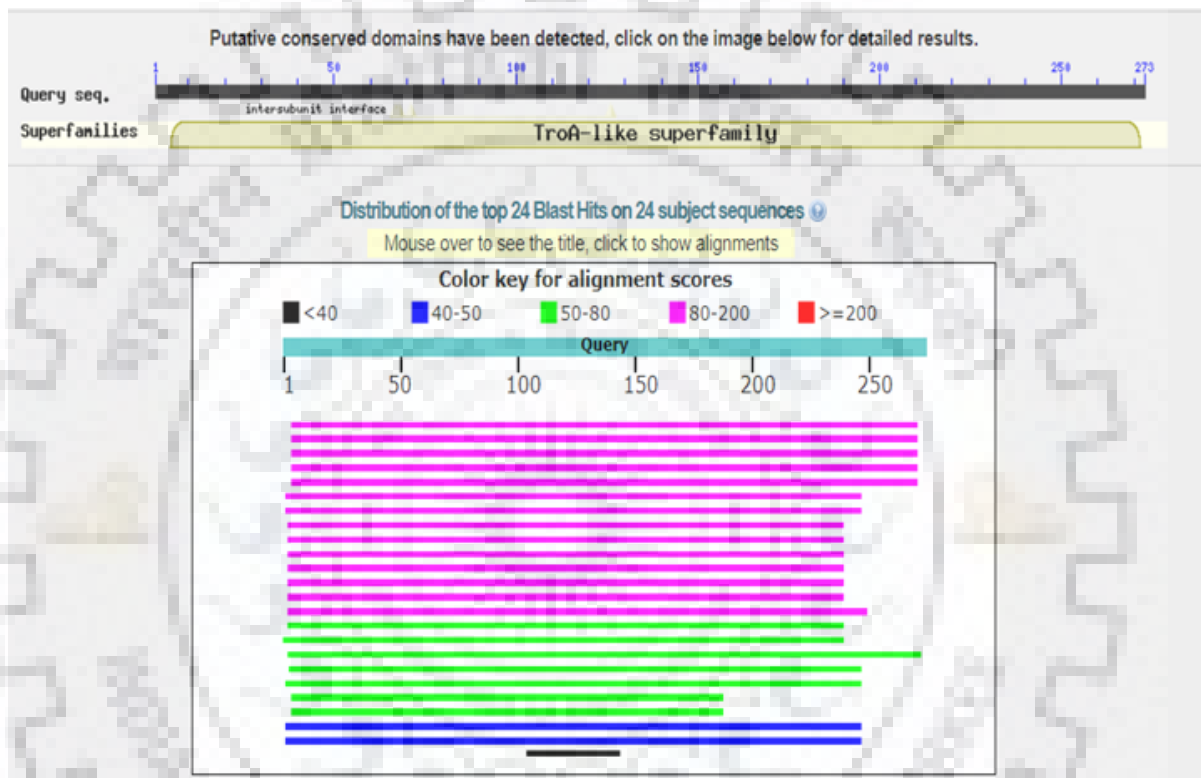 Putative conserved domains have been detected, click on the image below for detailed results.
1 50 100 150 200 250 273
Query seq.
intersubunit interface
Superfamilies TroA-like superfamily
Distribution of the top 24 Blast Hits on 24 subject sequences
Mouse over to see the title, click to show alignments
Color key for alignment scores
<40 40-50 50-80 80-200 >=200
Query
1 50 100 150 200 250